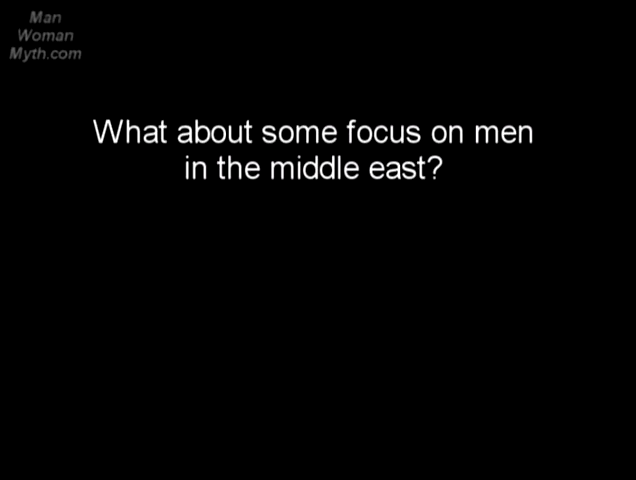 Man
Woman
Myth.com
What about some focus on men
in the middle east?